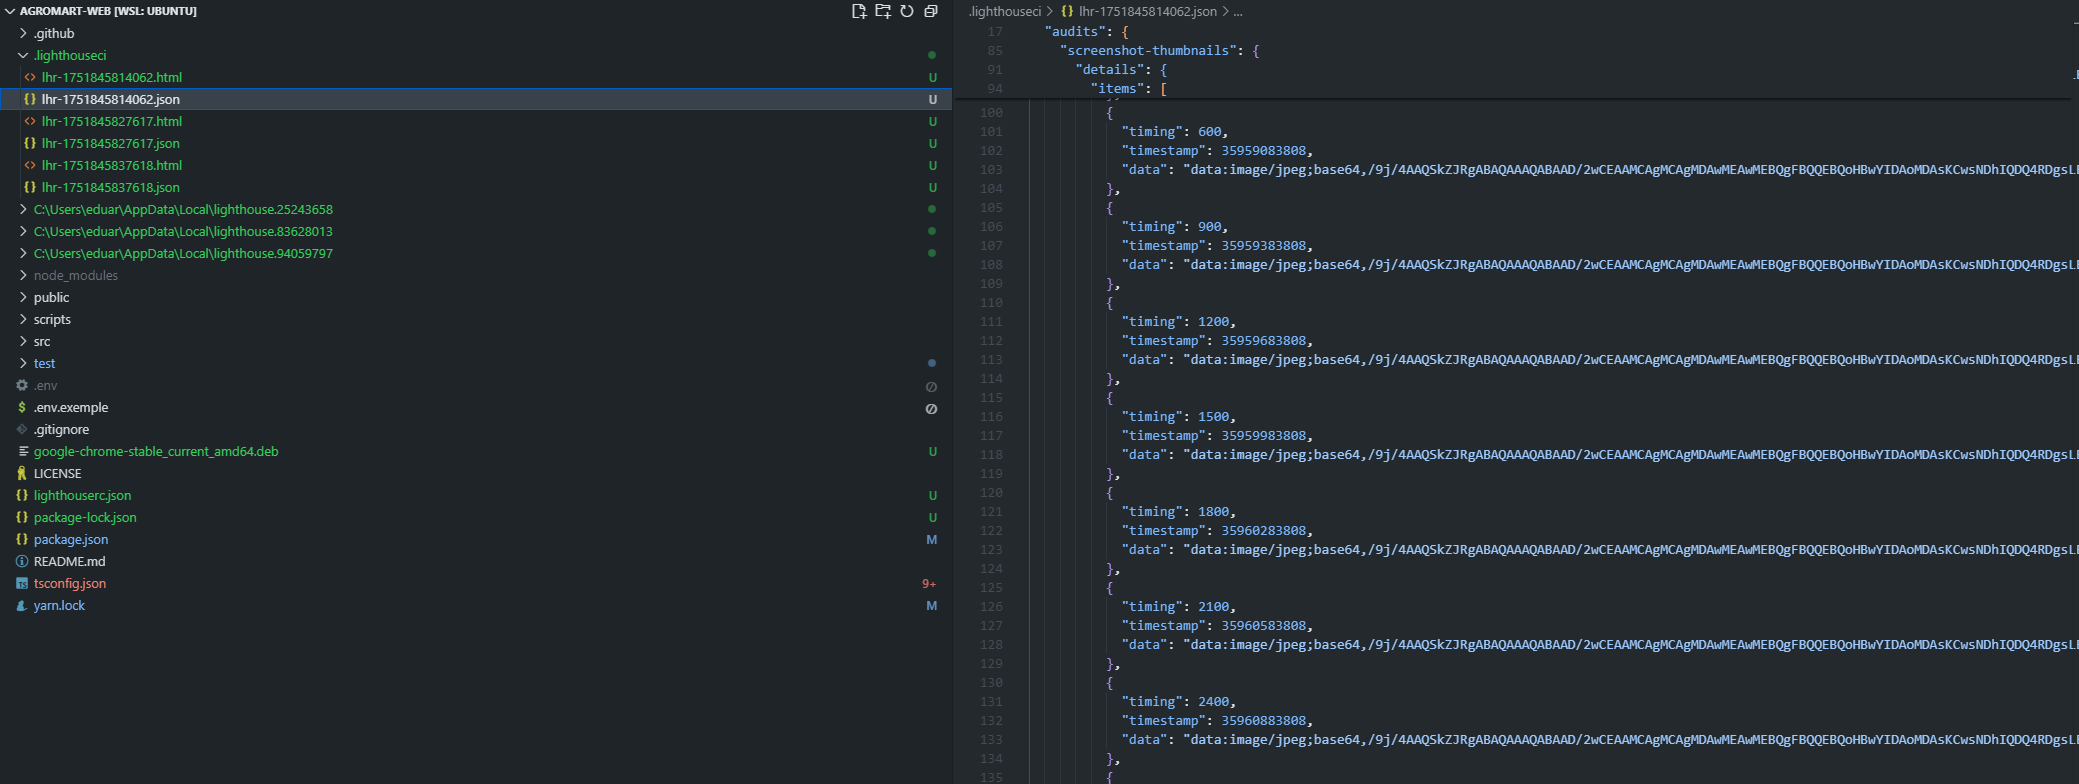 AGROMART-WEB [WSL: UBUNTU]
.github
.lighthouseci
lhr-1751845814062.html U
lhr-1751845814062.json U
lhr-1751845827617.html U
lhr-1751845827617.json U
lhr-1751845837618.html U
lhr-1751845837618.json U
C:\Users\eduar\AppData\Local\lighthouse.25243658
C:\Users\eduar\AppData\Local\lighthouse.83628013
C:\Users\eduar\AppData\Local\lighthouse.94059797
node_modules
public
scripts
src
test
.env
.env.exemple
.gitignore
google-chrome-stable_current_amd64.deb U
LICENSE
lighthouserc.json U
package-lock.json U
package.json M
README.md
tsconfig.json 9+
yarn.lock M
.lighthouseci > {} lhr-1751845814062.json > ...
17 "audits": {
85 "screenshot-thumbnails": {
91 "details": {
94 "items": [
100 {
101 "timing": 600,
102 "timestamp": 35959083808,
103 "data": "data:image/jpeg;base64,/9j/4AAQSkZJRgABAQAAAQABAAD/2wCEAAMCAgMCAgMDAwMEAwMEBQgFBQQEBQoHBwYIDAoMDAsKCwsNDhIQDQ4RDgsLE
104 },
105 {
106 "timing": 900,
107 "timestamp": 35959383808,
108 "data": "data:image/jpeg;base64,/9j/4AAQSkZJRgABAQAAAQABAAD/2wCEAAMCAgMCAgMDAwMEAwMEBQgFBQQEBQoHBwYIDAoMDAsKCwsNDhIQDQ4RDgsLE
109 },
110 {
111 "timing": 1200,
112 "timestamp": 35959683808,
113 "data": "data:image/jpeg;base64,/9j/4AAQSkZJRgABAQAAAQABAAD/2wCEAAMCAgMCAgMDAwMEAwMEBQgFBQQEBQoHBwYIDAoMDAsKCwsNDhIQDQ4RDgsLE
114 },
115 {
116 "timing": 1500,
117 "timestamp": 35959983808,
118 "data": "data:image/jpeg;base64,/9j/4AAQSkZJRgABAQAAAQABAAD/2wCEAAMCAgMCAgMDAwMEAwMEBQgFBQQEBQoHBwYIDAoMDAsKCwsNDhIQDQ4RDgsLE
119 },
120 {
121 "timing": 1800,
122 "timestamp": 35960283808,
123 "data": "data:image/jpeg;base64,/9j/4AAQSkZJRgABAQAAAQABAAD/2wCEAAMCAgMCAgMDAwMEAwMEBQgFBQQEBQoHBwYIDAoMDAsKCwsNDhIQDQ4RDgsLE
124 },
125 {
126 "timing": 2100,
127 "timestamp": 35960583808,
128 "data": "data:image/jpeg;base64,/9j/4AAQSkZJRgABAQAAAQABAAD/2wCEAAMCAgMCAgMDAwMEAwMEBQgFBQQEBQoHBwYIDAoMDAsKCwsNDhIQDQ4RDgsLE
129 },
130 {
131 "timing": 2400,
132 "timestamp": 35960883808,
133 "data": "data:image/jpeg;base64,/9j/4AAQSkZJRgABAQAAAQABAAD/2wCEAAMCAgMCAgMDAwMEAwMEBQgFBQQEBQoHBwYIDAoMDAsKCwsNDhIQDQ4RDgsLE
134 },
135 {